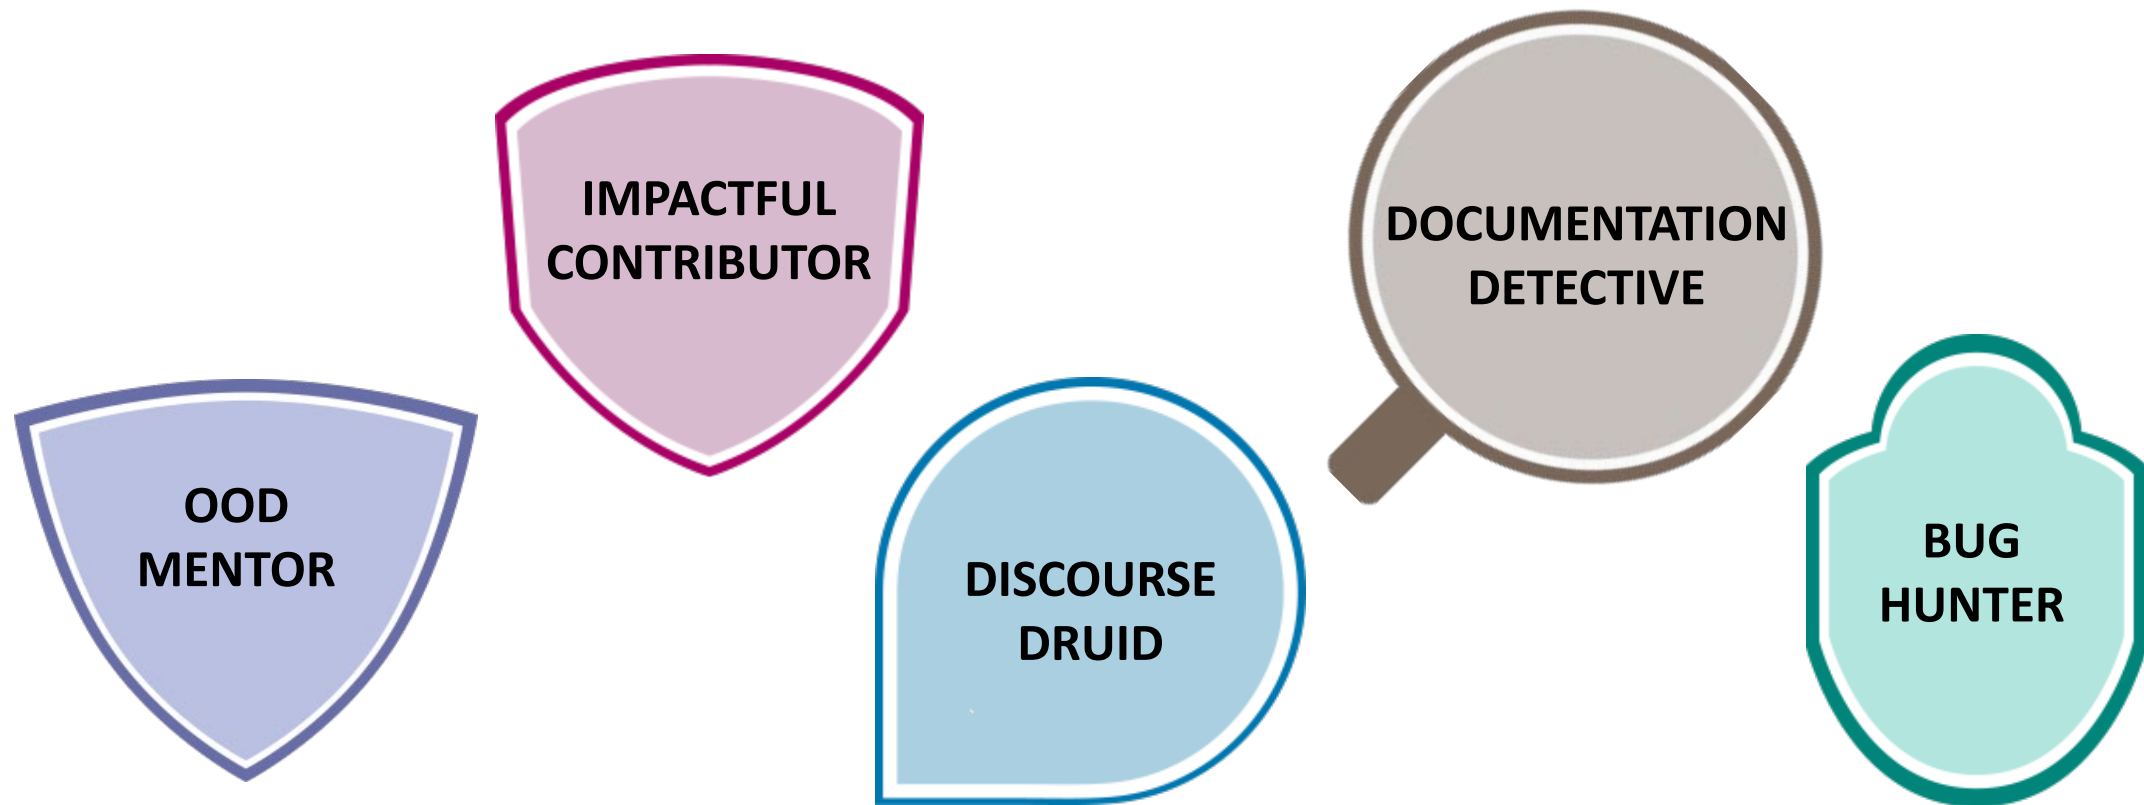 OOD
MENTOR
IMPACTFUL
CONTRIBUTOR
DISCOURSE
DRUID
DOCUMENTATION
DETECTIVE
BUG
HUNTER